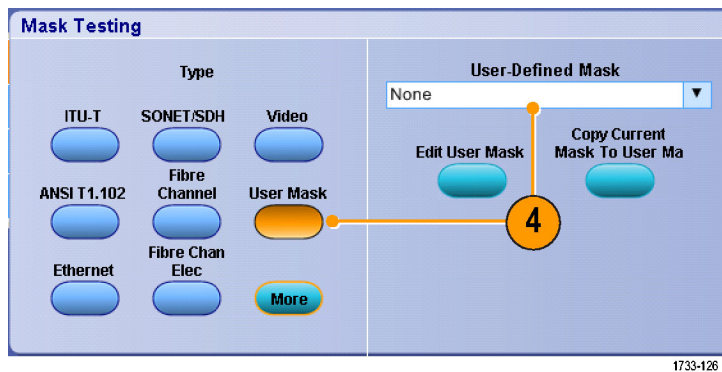 Mask Testing
Type
ITU-T
SONET/SDH
Video
ANSI T1.102
Fibre
Channel
User Mask
Ethernet
Fibre Chan
Elec
More
User-Defined Mask
None
Edit User Mask
Copy Current
Mask To User Ma
4
1733-126